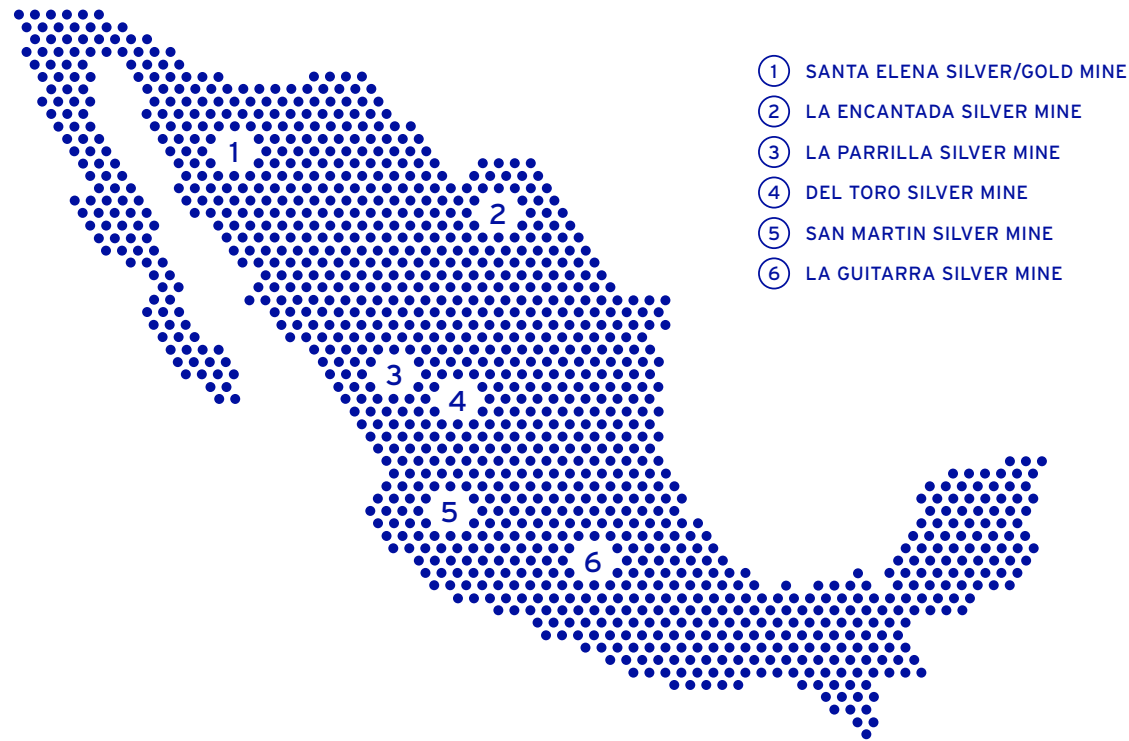 1 SANTA ELENA SILVER/GOLD MINE
2 LA ENCANTADA SILVER MINE
3 LA PARRILLA SILVER MINE
4 DEL TORO SILVER MINE
5 SAN MARTIN SILVER MINE
6 LA GUITARRA SILVER MINE
1
2
3
4
5
6